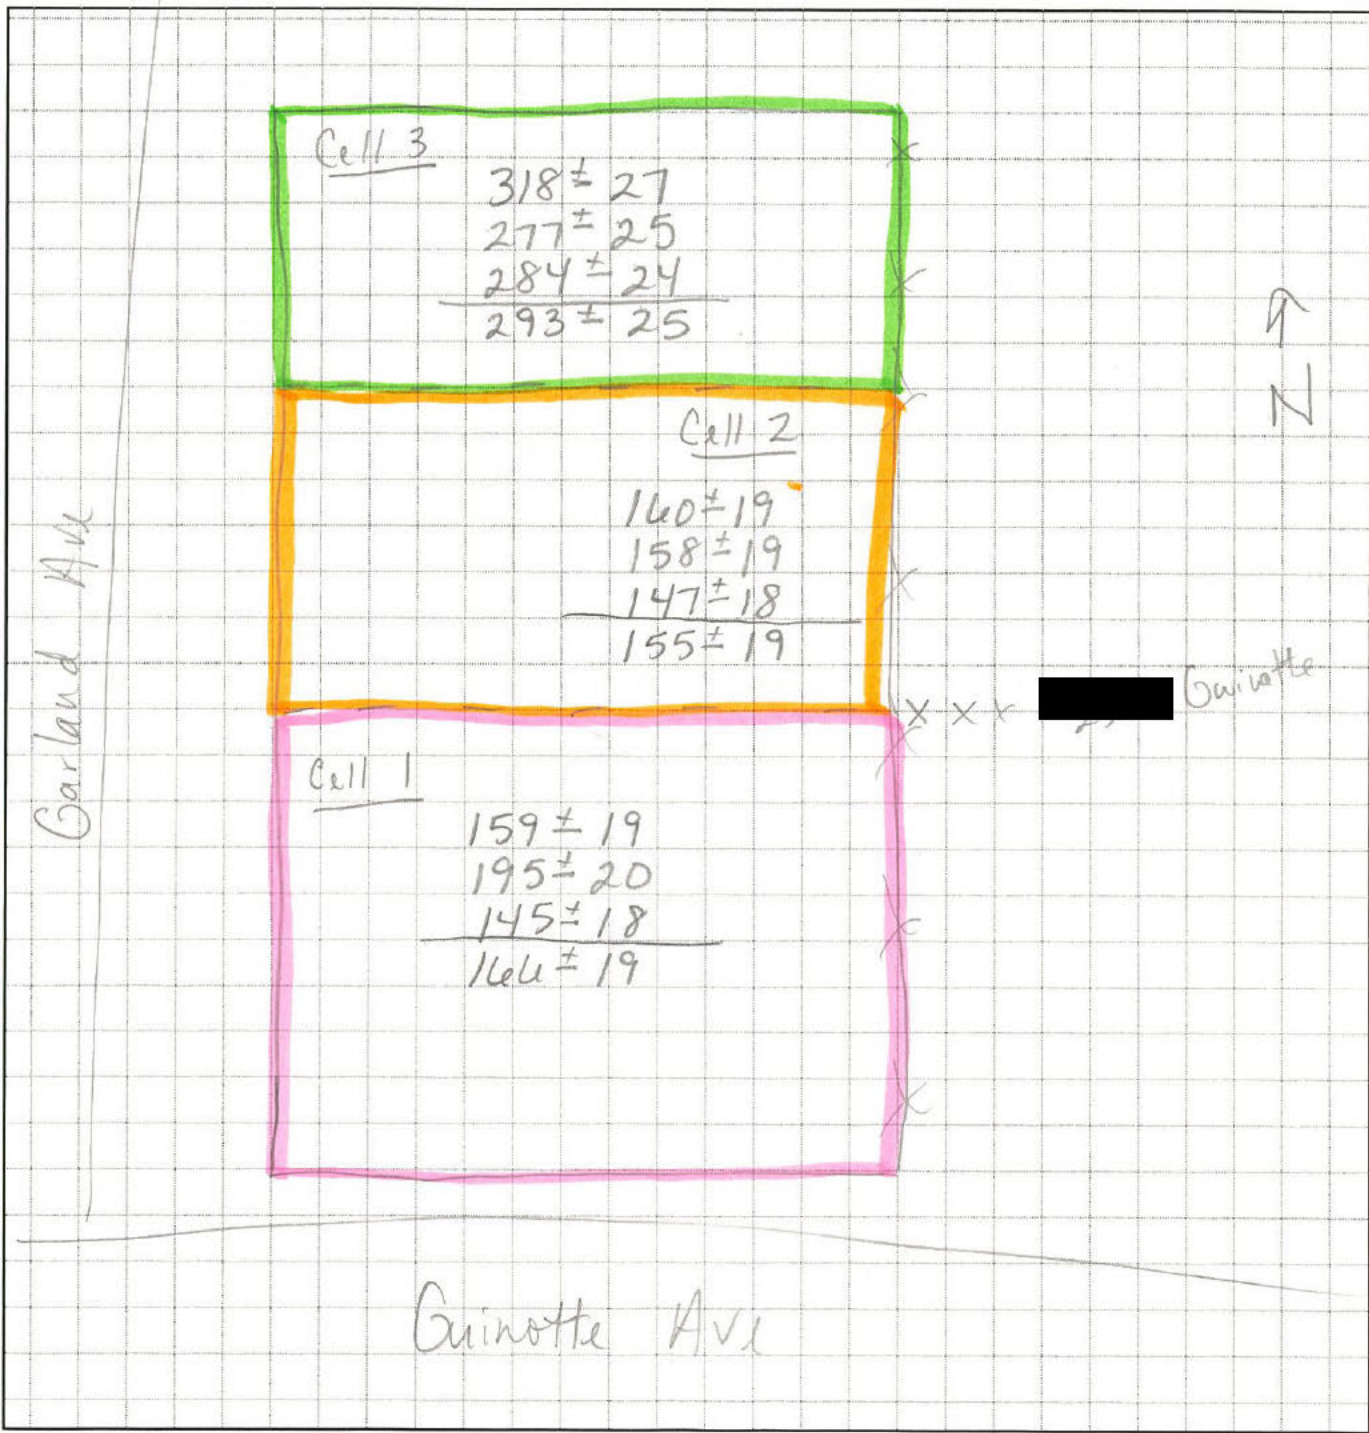 Cell 3
318 ± 27
277 ± 25
284 ± 24
293 ± 25
N
Cell 2
160 ± 19
158 ± 19
147 ± 18
155 ± 19
Garland Ave
X X X
Guinotte
Cell 1
159 ± 19
195 ± 20
145 ± 18
166 ± 19
Guinotte Ave